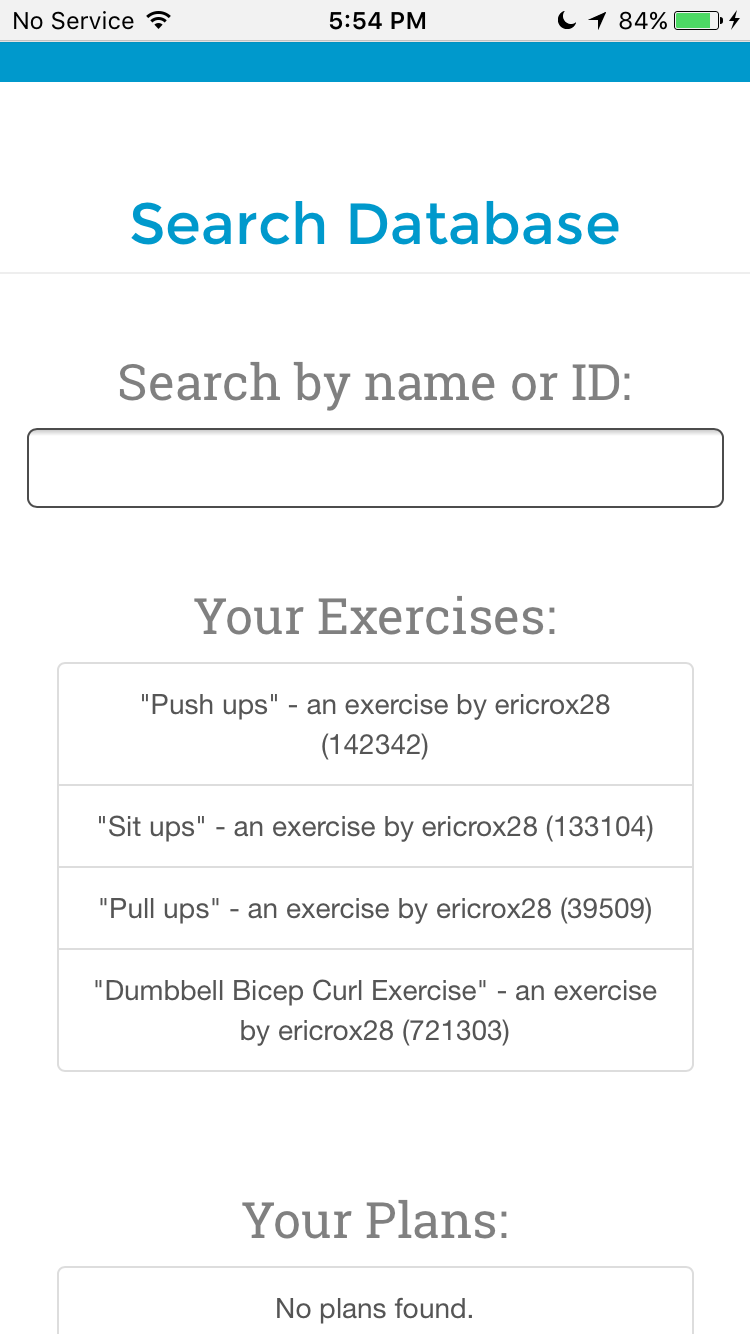 No Service 5:54 PM 84%
Search Database
Search by name or ID:
Your Exercises:
"Push ups" - an exercise by ericrox28
(142342)
"Sit ups" - an exercise by ericrox28 (133104)
"Pull ups" - an exercise by ericrox28 (39509)
"Dumbbell Bicep Curl Exercise" - an exercise
by ericrox28 (721303)
Your Plans:
No plans found.